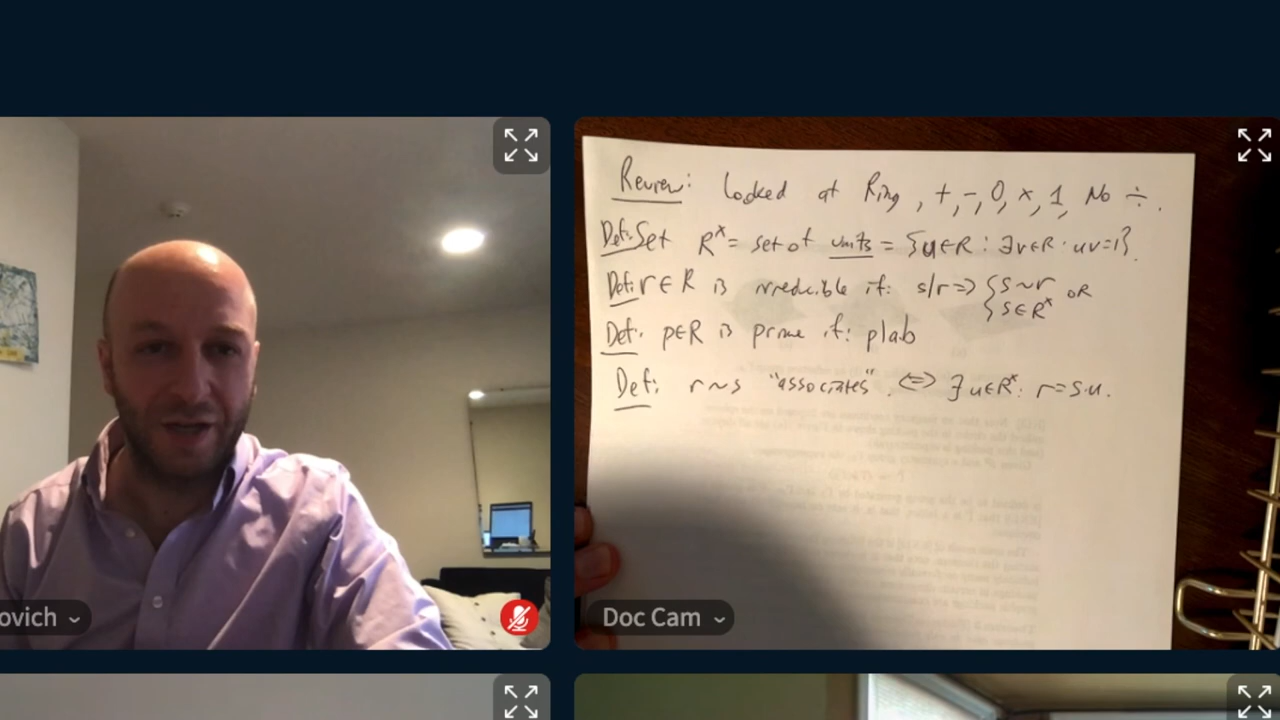 Review: Looked at Ring, +, -, 0, ×, 1, No ÷.
Def: Set R^× = set of units = {u∈R : ∃v∈R · uv=1}.
Def: r∈R is irreducible if: s|r ⇒ { s~r OR
{ s∈R^×
Def: p∈R is prime if: p|ab
Def: r~s "associates". ⇔ ∃u∈R^×: r=s·u.
ovich
Doc Cam